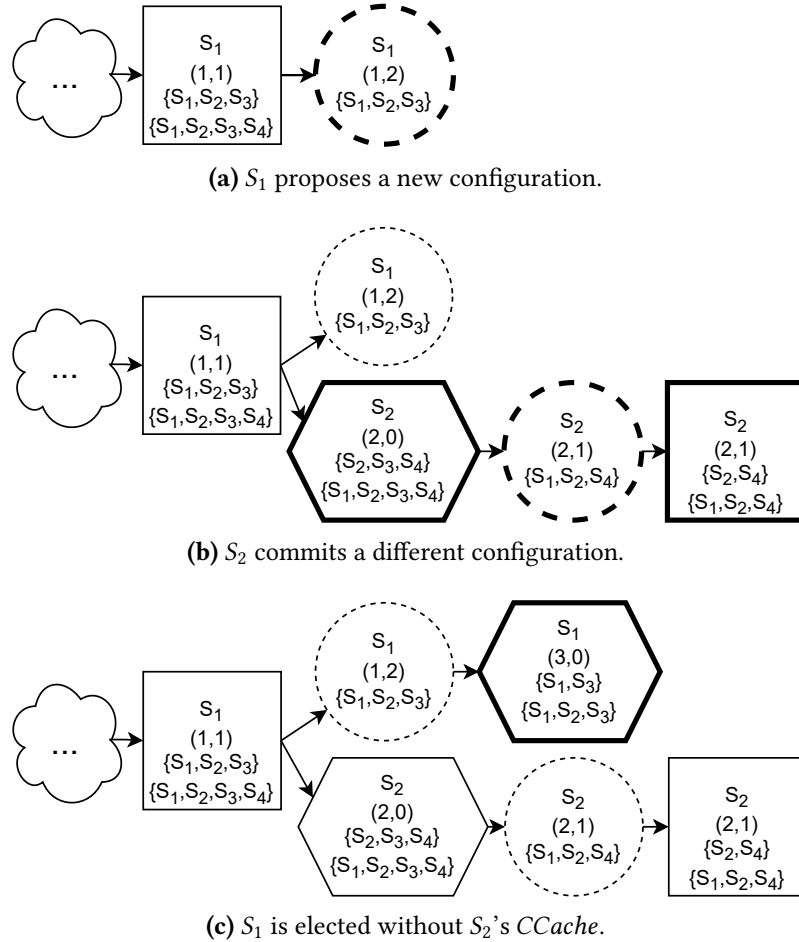 ...
S₁
(1,1)
{S₁,S₂,S₃}
{S₁,S₂,S₃,S₄}
S₁
(1,2)
{S₁,S₂,S₃}
(a) S₁ proposes a new configuration.
...
S₁
(1,1)
{S₁,S₂,S₃}
{S₁,S₂,S₃,S₄}
S₁
(1,2)
{S₁,S₂,S₃}
S₂
(2,0)
{S₂,S₃,S₄}
{S₁,S₂,S₃,S₄}
S₂
(2,1)
{S₁,S₂,S₄}
S₂
(2,1)
{S₂,S₄}
{S₁,S₂,S₄}
(b) S₂ commits a different configuration.
...
S₁
(1,1)
{S₁,S₂,S₃}
{S₁,S₂,S₃,S₄}
S₁
(1,2)
{S₁,S₂,S₃}
S₁
(3,0)
{S₁,S₃}
{S₁,S₂,S₃}
S₂
(2,0)
{S₂,S₃,S₄}
{S₁,S₂,S₃,S₄}
S₂
(2,1)
{S₁,S₂,S₄}
S₂
(2,1)
{S₂,S₄}
{S₁,S₂,S₄}
(c) S₁ is elected without S₂'s CCache.